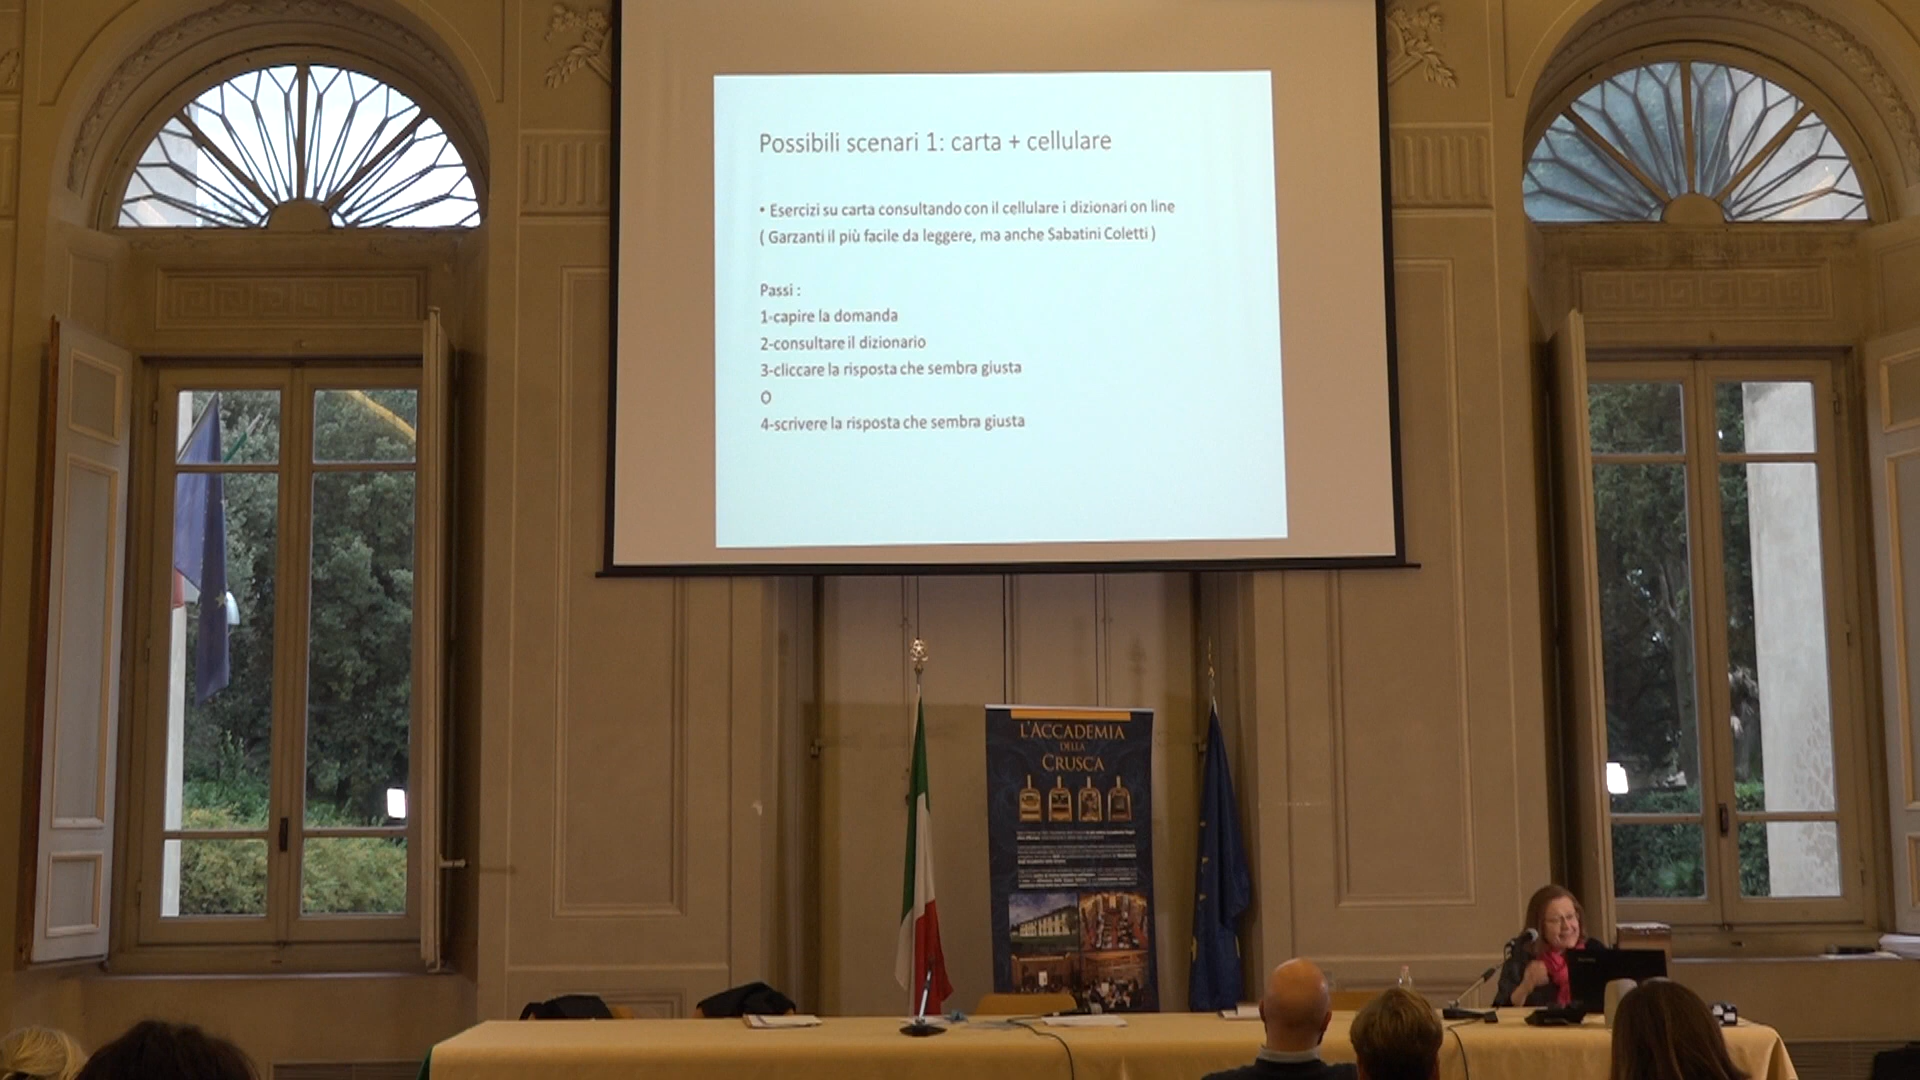 Possibili scenari 1: carta + cellulare
• Esercizi su carta consultando con il cellulare i dizionari on line
( Garzanti il più facile da leggere, ma anche Sabatini Coletti )
Passi :
1-capire la domanda
2-consultare il dizionario
3-cliccare la risposta che sembra giusta
O
4-scrivere la risposta che sembra giusta
L'ACCADEMIA
DELLA
CRUSCA